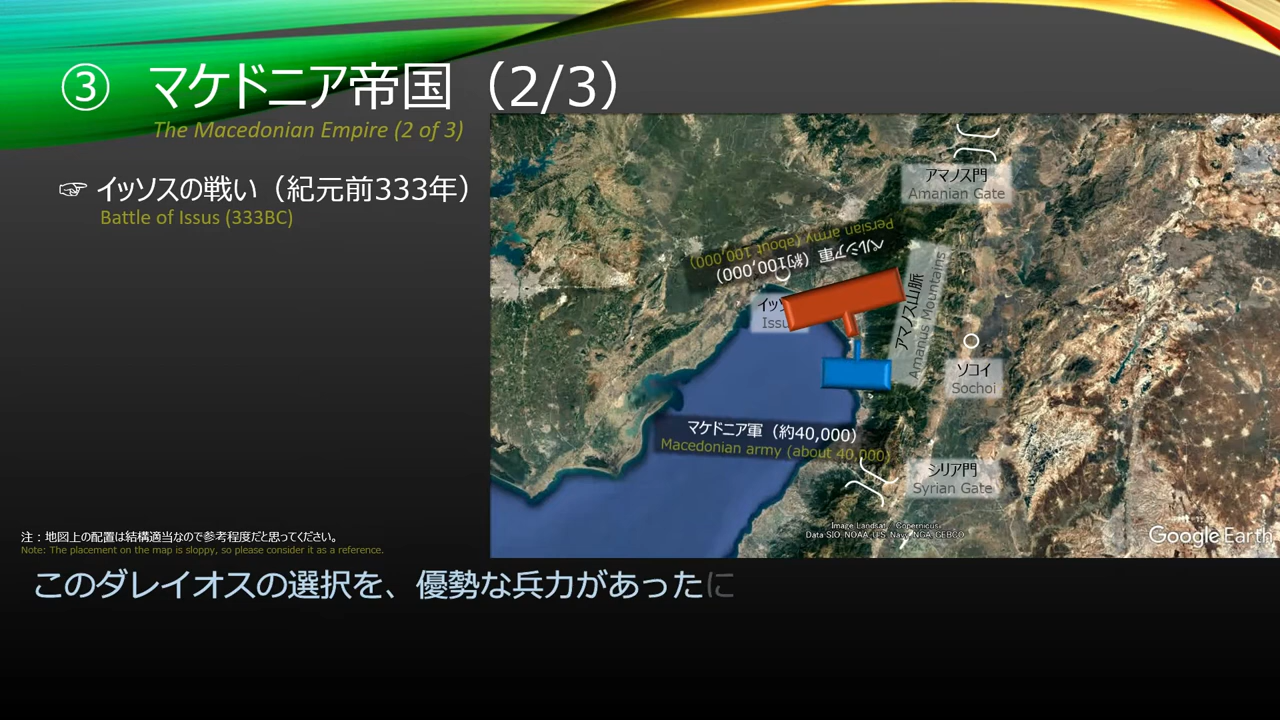 ③ マケドニア帝国（2/3）
The Macedonian Empire (2 of 3)
☞ イッソスの戦い（紀元前333年）
Battle of Issus (333BC)
アマノス門
Amanian Gate
ペルシア軍（約100,000）
Persian army (about 100,000)
アマノス山脈
Amanus Mountains
ソコイ
Sochoi
マケドニア軍（約40,000）
Macedonian army (about 40,000)
シリア門
Syrian Gate
Image Landsat / Copernicus
Data SIO, NOAA, U.S. Navy, NGA, GEBCO
Google Earth
注：地図上の配置は結構適当なので参考程度だと思ってください。
Note: The placement on the map is sloppy, so please consider it as a reference.
このダレイオスの選択を、優勢な兵力があったに